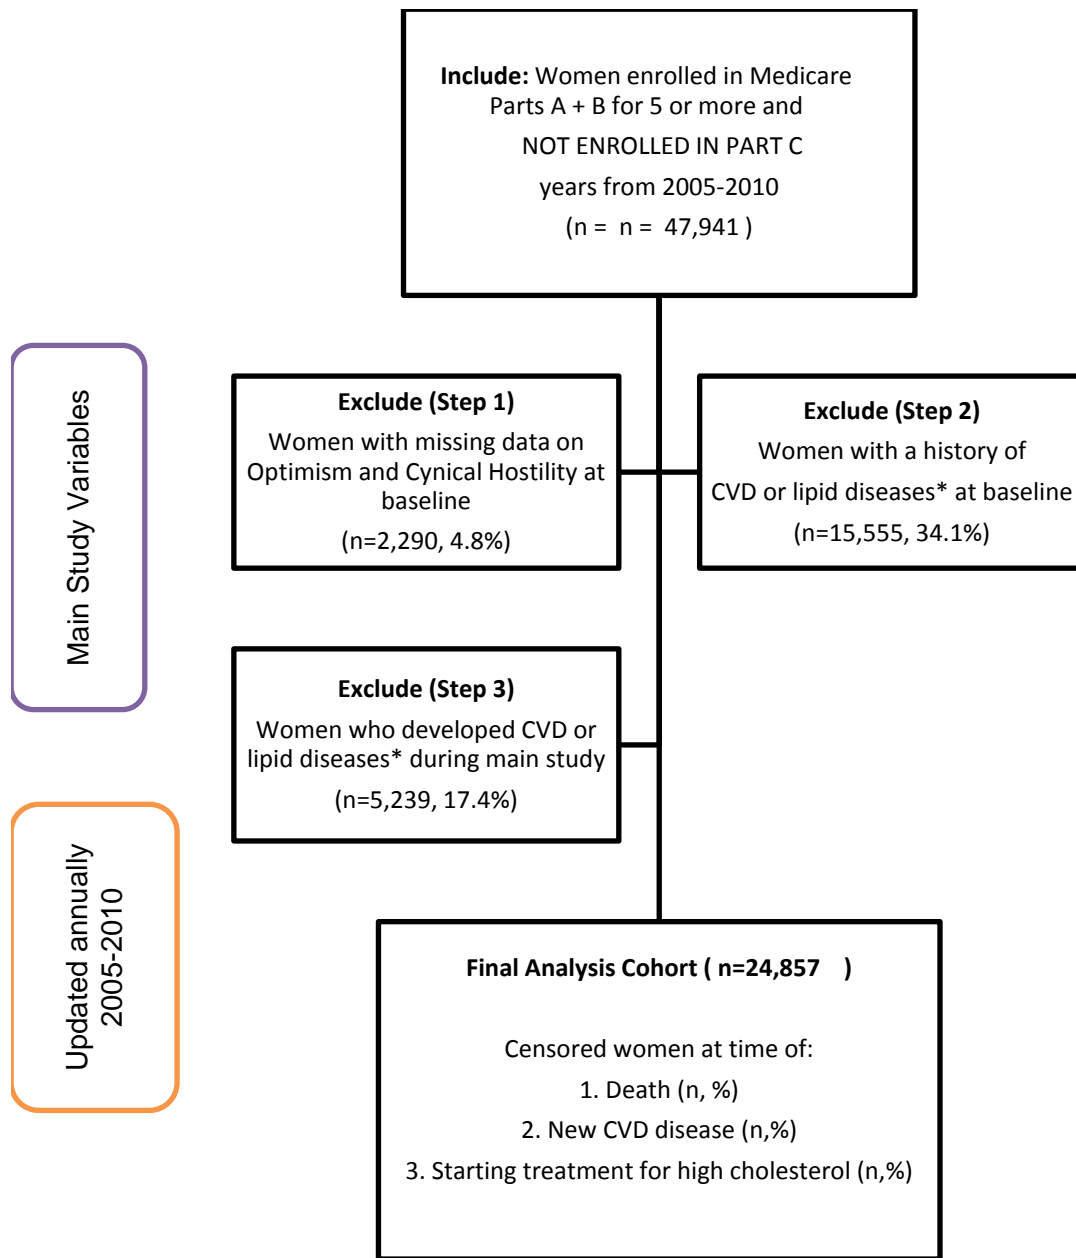 Include: Women enrolled in Medicare
Parts A + B for 5 or more and
NOT ENROLLED IN PART C
years from 2005-2010
(n =  n =  47,941 )
Main Study Variables
Exclude (Step 1)
Women with missing data on
Optimism and Cynical Hostility at
baseline
(n=2,290, 4.8%)
Exclude (Step 2)
Women with a history of
CVD or lipid diseases* at baseline
(n=15,555, 34.1%)
Exclude (Step 3)
Women who developed CVD or
lipid diseases* during main study
(n=5,239, 17.4%)
Updated annually
2005-2010
Final Analysis Cohort ( n=24,857    )
Censored women at time of:
1. Death (n, %)
2. New CVD disease (n,%)
3. Starting treatment for high cholesterol (n,%)